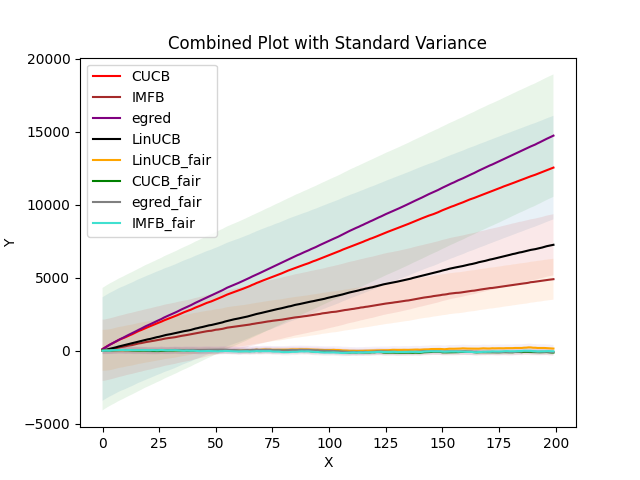 Combined Plot with Standard Variance
20000
15000
10000
5000
0
−5000
Y
CUCB
IMFB
egred
LinUCB
LinUCB_fair
CUCB_fair
egred_fair
IMFB_fair
0 25 50 75 100 125 150 175 200
X